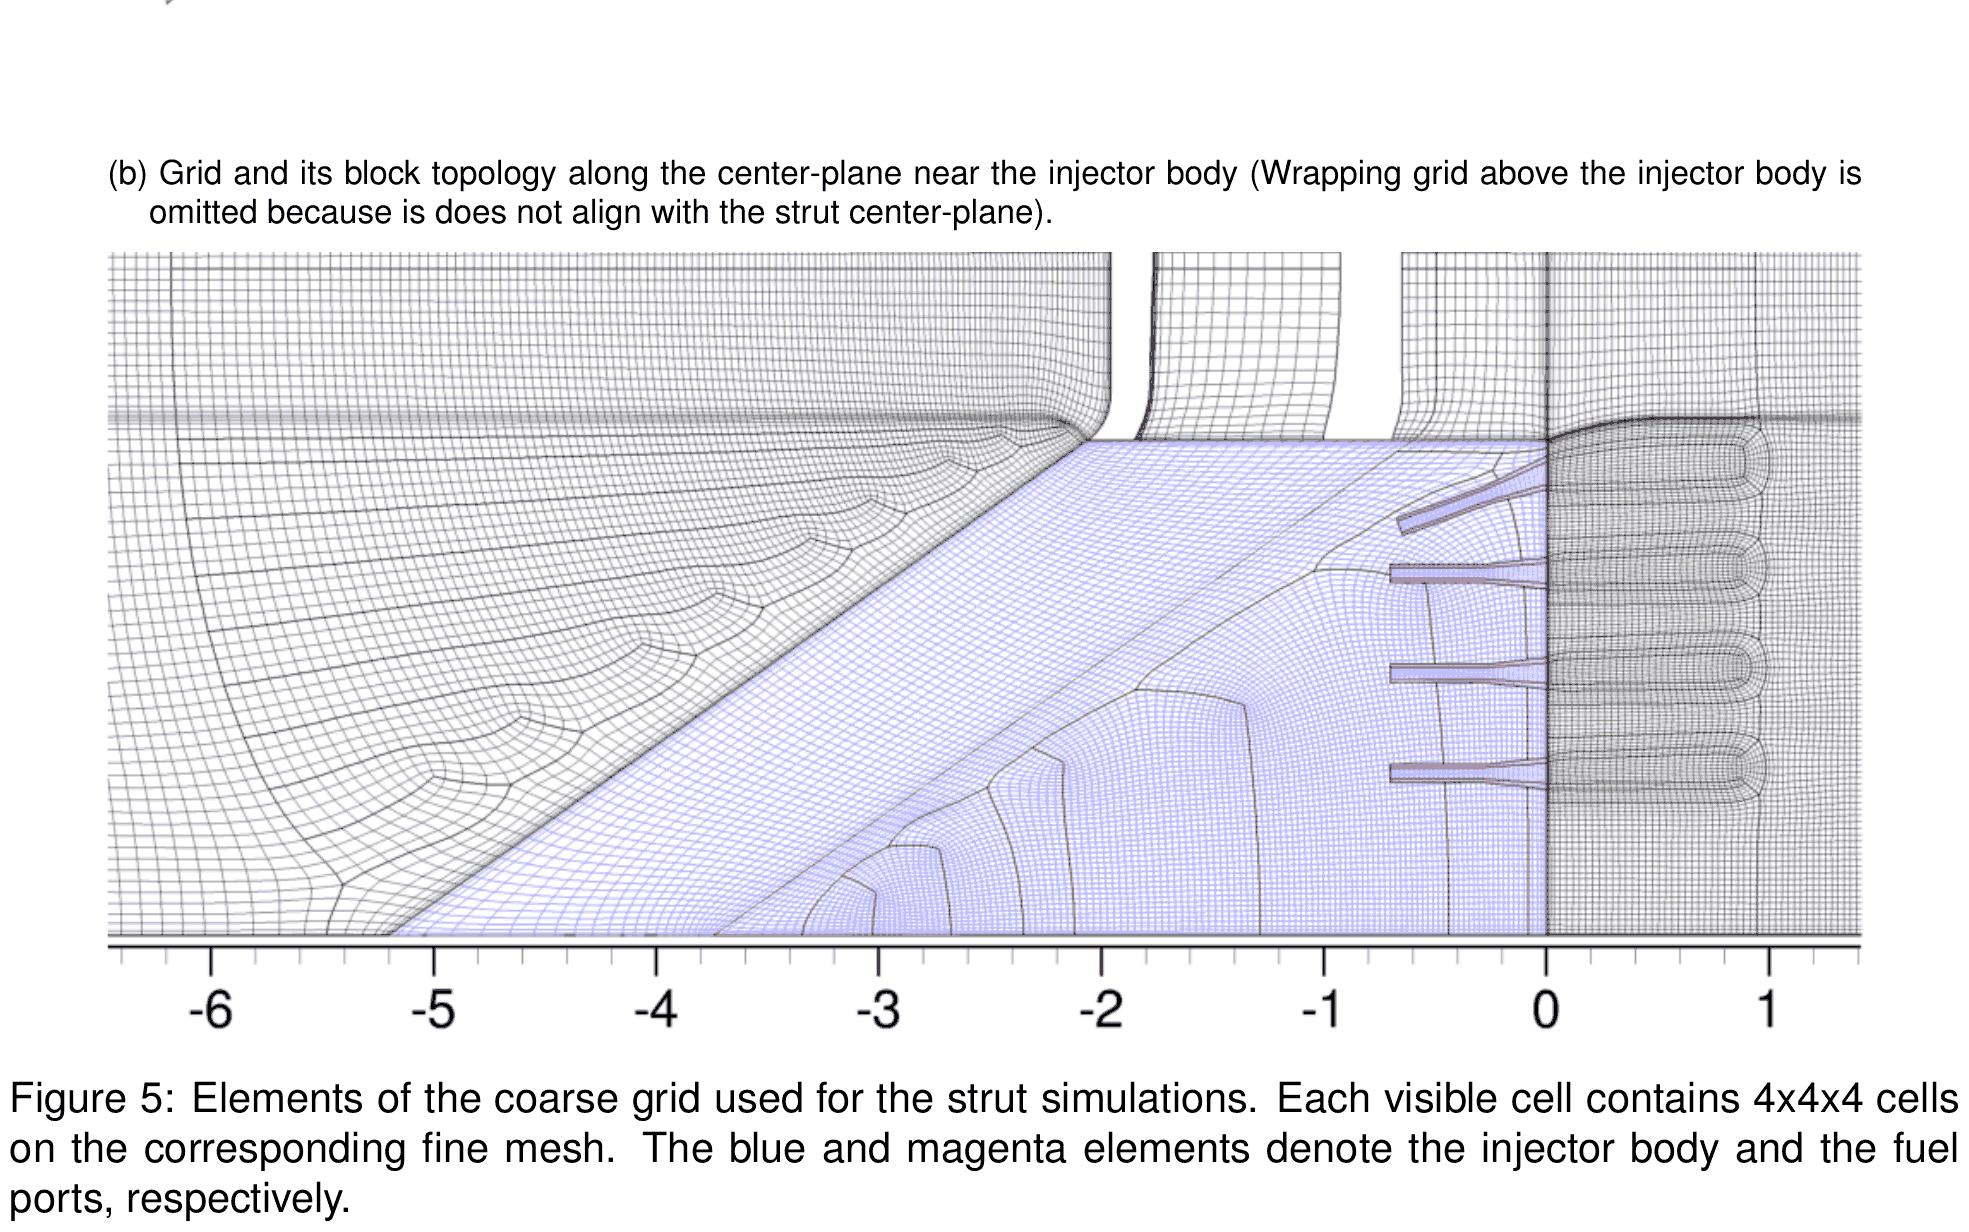 (b) Grid and its block topology along the center-plane near the injector body (Wrapping grid above the injector body is
omitted because is does not align with the strut center-plane).
-6 -5 -4 -3 -2 -1 0 1
Figure 5: Elements of the coarse grid used for the strut simulations. Each visible cell contains 4x4x4 cells
on the corresponding fine mesh. The blue and magenta elements denote the injector body and the fuel
ports, respectively.